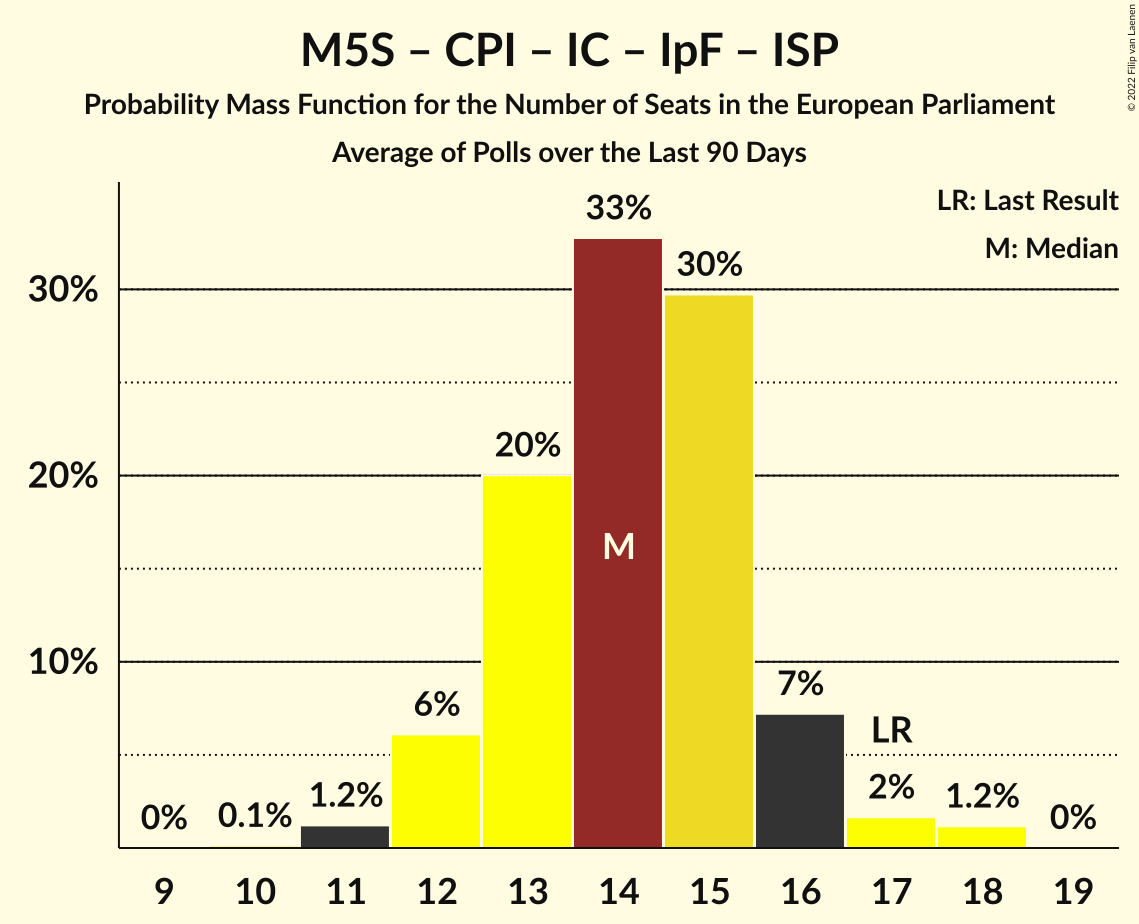 M5S – CPI – IC – IpF – ISP
Probability Mass Function for the Number of Seats in the European Parliament
Average of Polls over the Last 90 Days
© 2022 Filip van Laenen
LR: Last Result
M: Median
30%
20%
10%
0%
0.1%
1.2%
6%
20%
33%
M
30%
7%
LR
2%
1.2%
0%
9 10 11 12 13 14 15 16 17 18 19